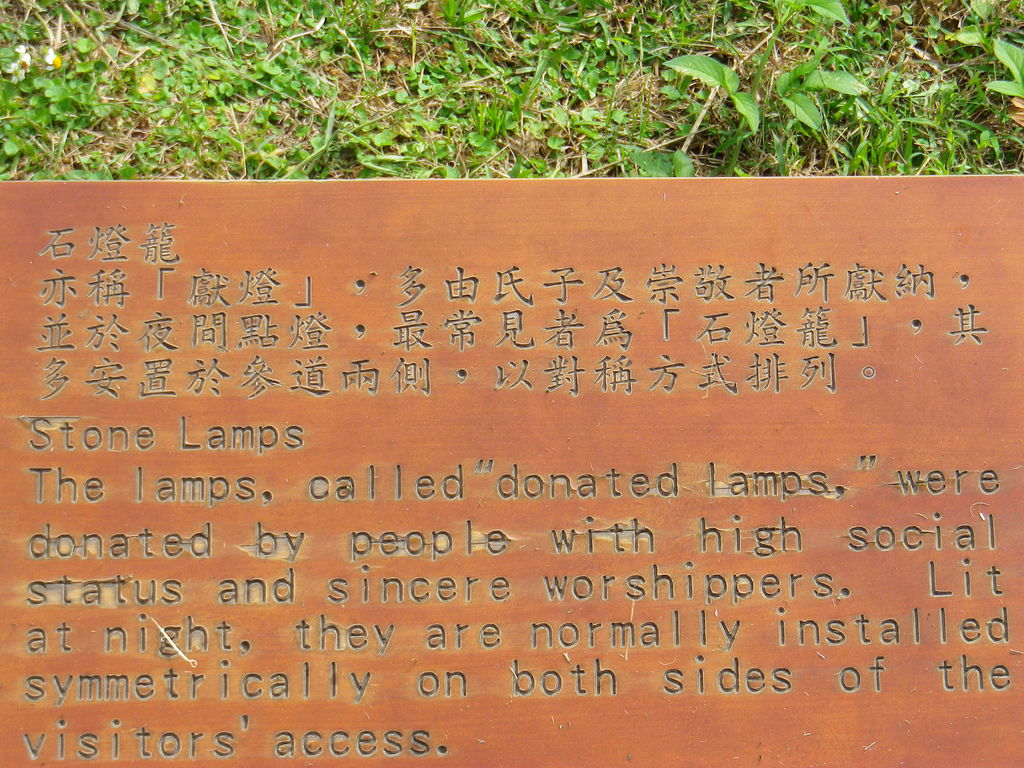 石燈籠
亦稱「獻燈」，多由氏子及崇敬者所獻納，
並於夜間點燈，最常見者為「石燈籠」，其
多安置於參道兩側，以對稱方式排列。
Stone Lamps
The lamps, called “donated lamps,” were
donated by people with high social
status and sincere worshippers. Lit
at night, they are normally installed
symmetrically on both sides of the
visitors' access.